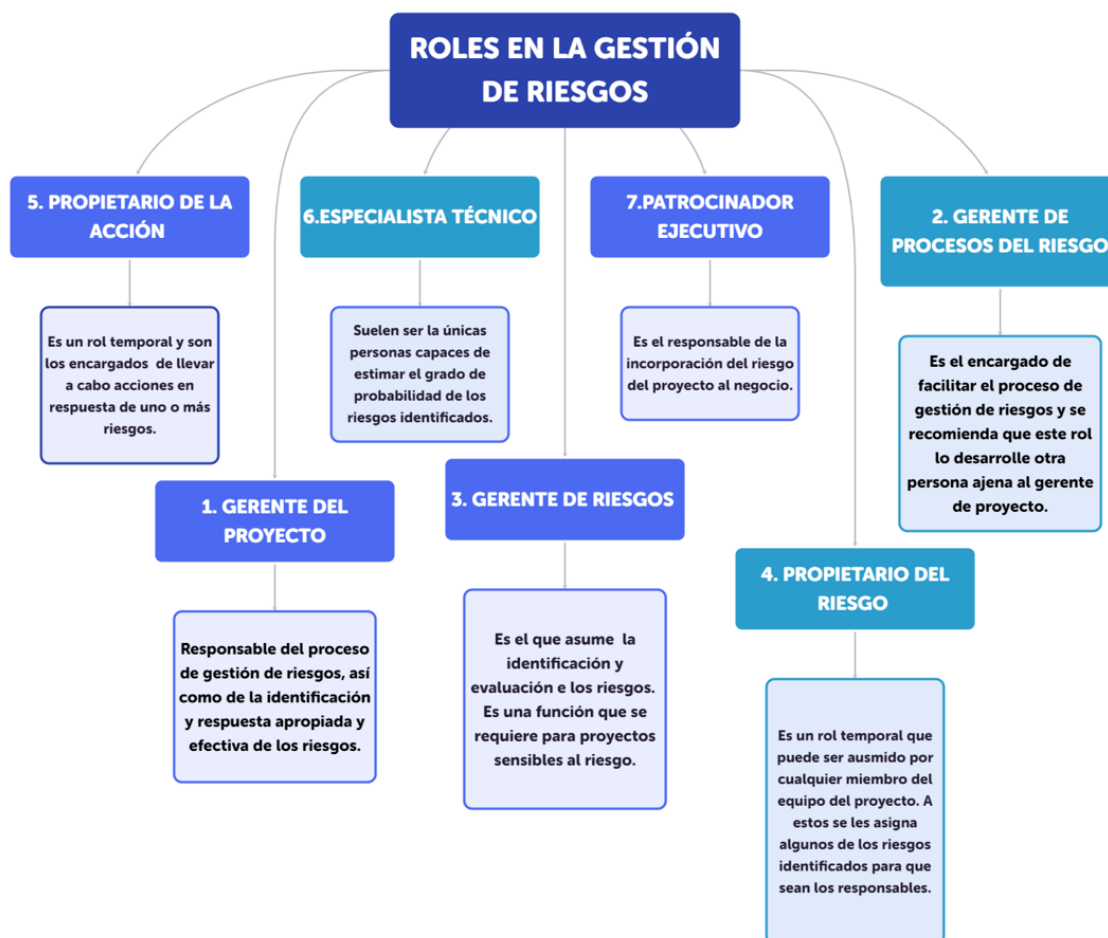 ROLES EN LA GESTIÓN
DE RIESGOS
5. PROPIETARIO DE LA
ACCIÓN
Es un rol temporal y son
los encargados de llevar
a cabo acciones en
respuesta de uno o más
riesgos.
6.ESPECIALISTA TÉCNICO
Suelen ser la únicas
personas capaces de
estimar el grado de
probabilidad de los
riesgos identificados.
7.PATROCINADOR
EJECUTIVO
Es el responsable de la
incorporación del riesgo
del proyecto al negocio.
2. GERENTE DE
PROCESOS DEL RIESGO
Es el encargado de
facilitar el proceso de
gestión de riesgos y se
recomienda que este rol
lo desarrolle otra
persona ajena al gerente
de proyecto.
1. GERENTE DEL
PROYECTO
Responsable del proceso
de gestión de riesgos, así
como de la identificación
y respuesta apropiada y
efectiva de los riesgos.
3. GERENTE DE RIESGOS
Es el que asume la
identificación y
evaluación e los riesgos.
Es una función que se
requiere para proyectos
sensibles al riesgo.
4. PROPIETARIO DEL
RIESGO
Es un rol temporal que
puede ser ausmido por
cualquier miembro del
equipo del proyecto. A
estos se les asigna
algunos de los riesgos
identificados para que
sean los responsables.